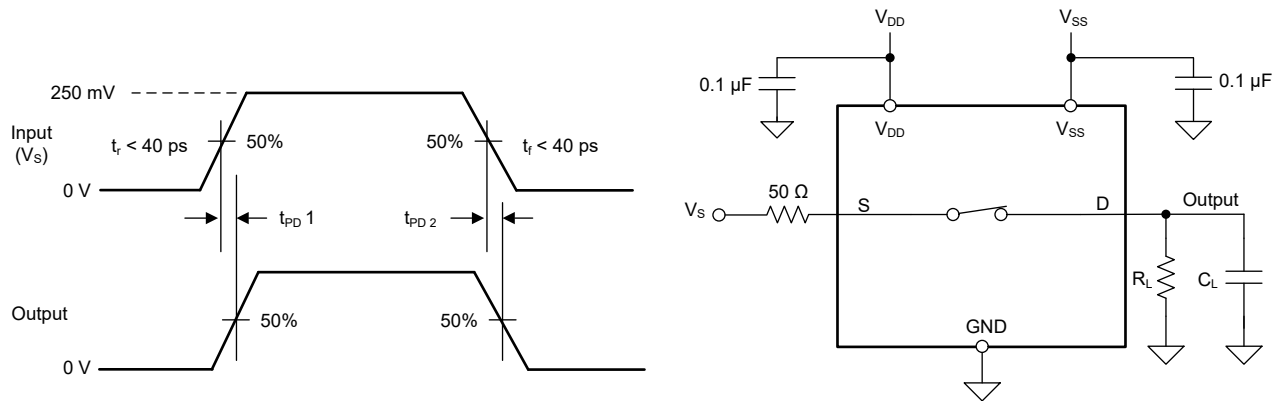 250 mV
Input
(VS)
tr < 40 ps
50%
50%
tf < 40 ps
0 V
tPD 1
tPD 2
Output
50%
50%
0 V
VDD
VSS
0.1 µF
0.1 µF
VDD
VSS
50 Ω
VS
S
D
Output
RL
CL
GND